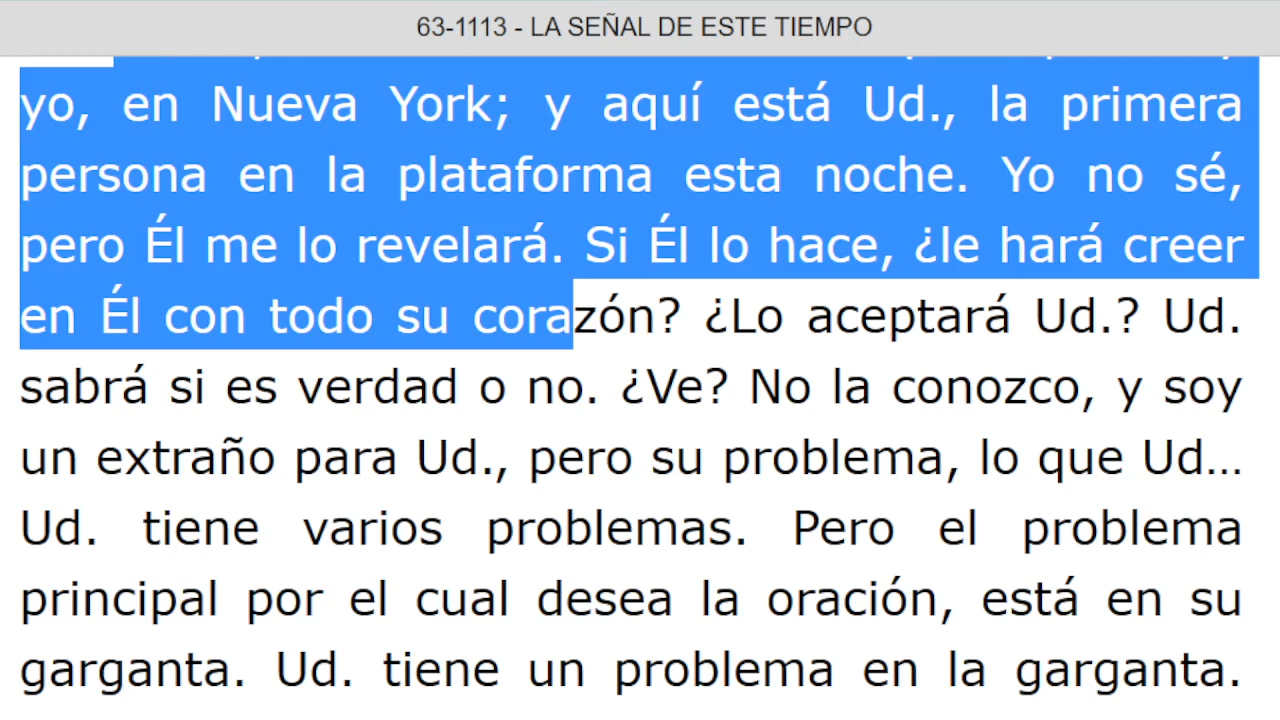 63-1113 - LA SEÑAL DE ESTE TIEMPO
yo, en Nueva York; y aquí está Ud., la primera
persona en la plataforma esta noche. Yo no sé,
pero Él me lo revelará. Si Él lo hace, ¿le hará creer
en Él con todo su corazón? ¿Lo aceptará Ud.? Ud.
sabrá si es verdad o no. ¿Ve? No la conozco, y soy
un extraño para Ud., pero su problema, lo que Ud...
Ud. tiene varios problemas. Pero el problema
principal por el cual desea la oración, está en su
garganta. Ud. tiene un problema en la garganta.